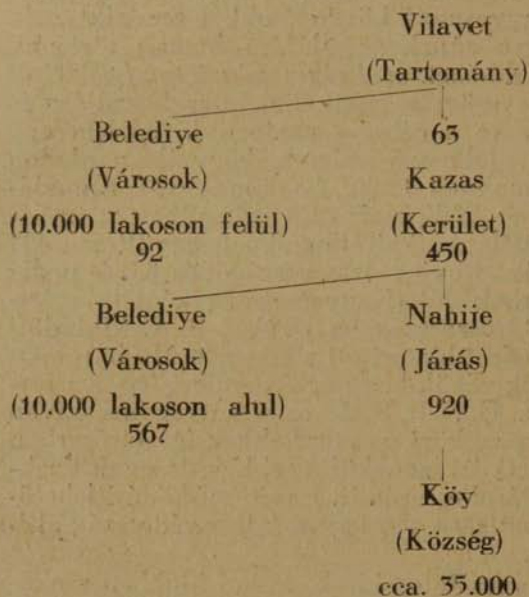 Vilavet
(Tartomány)
Belediye
63
(Városok)
Kazas
(10.000 lakoson felül)
(Kerület)
92
450
Belediye
Nahije
(Városok)
(Járás)
(10.000 lakoson alul)
920
567
Köy
(Község)
cca. 35.000